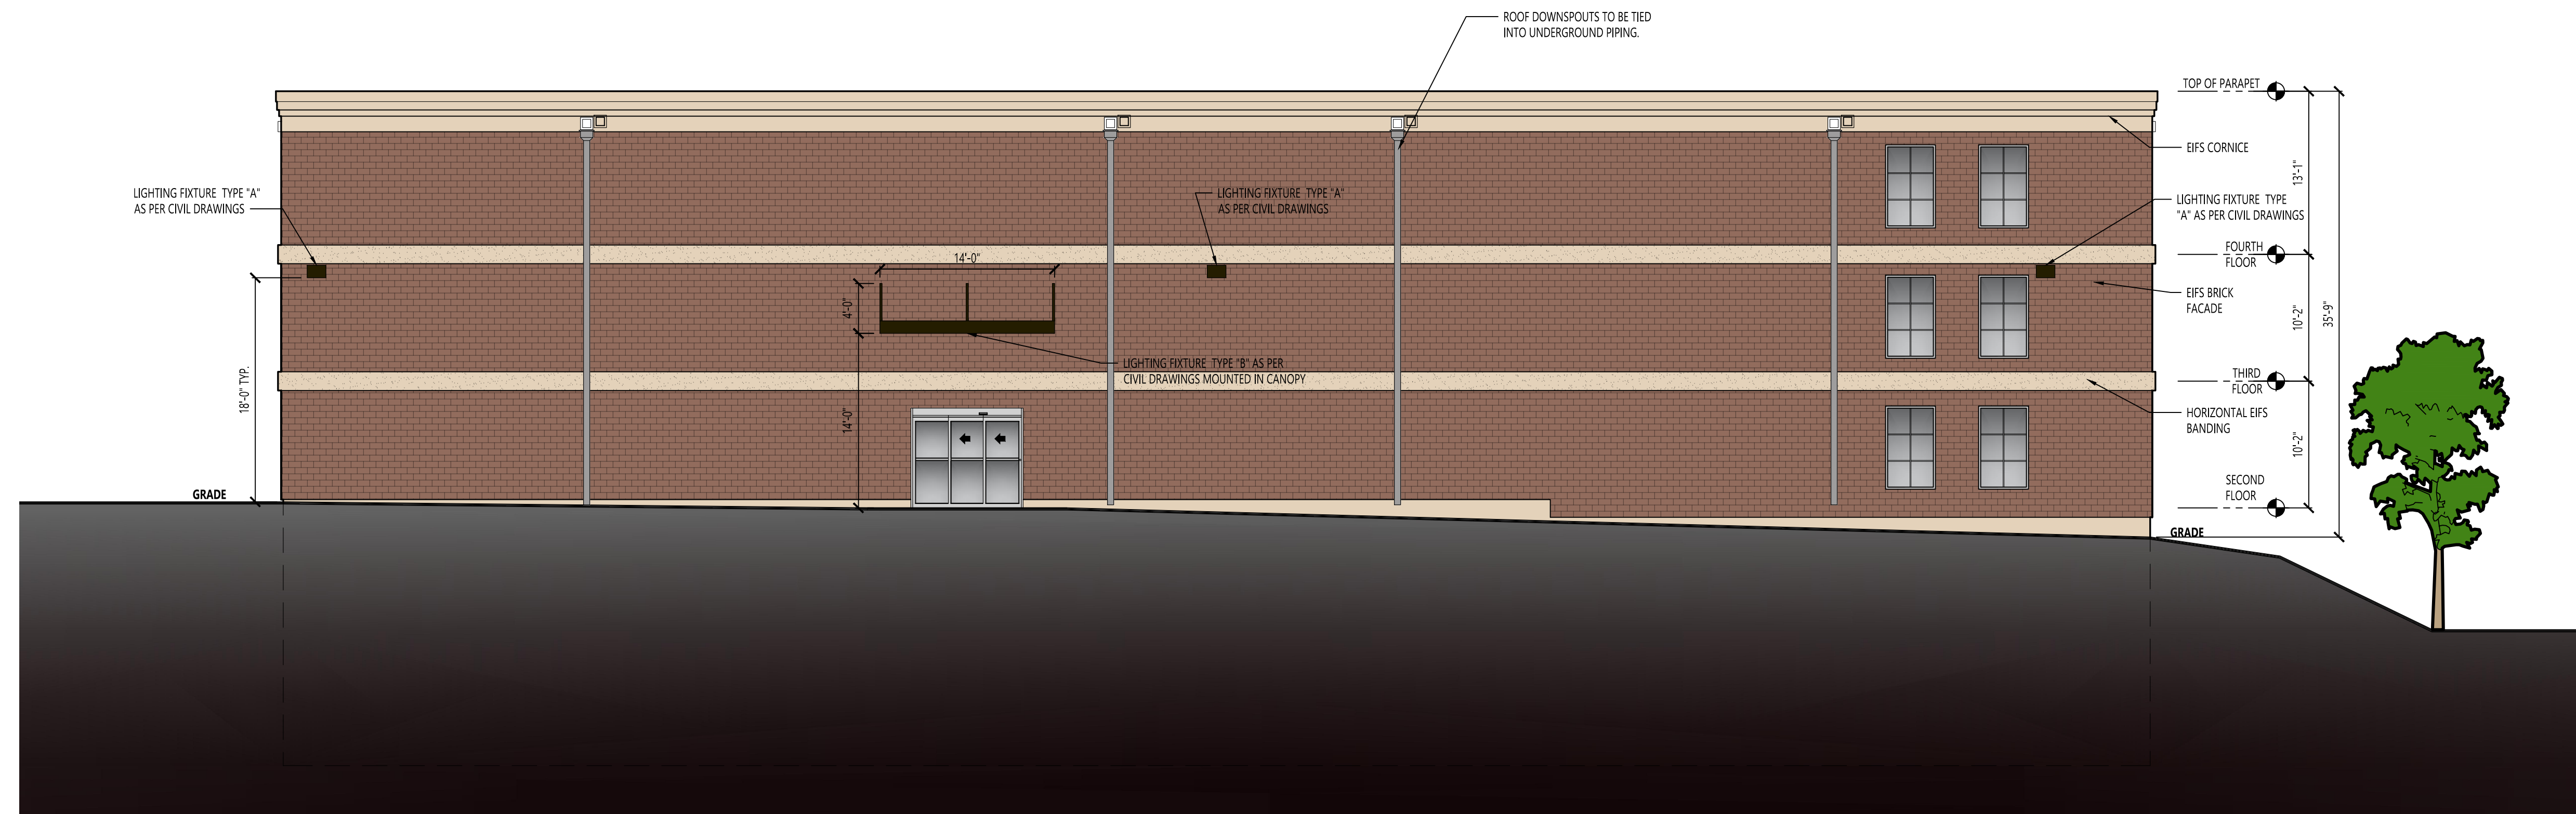 ROOF DOWNSPOUTS TO BE TIED
INTO UNDERGROUND PIPING.
TOP OF PARAPET
EIFS CORNICE
13'-1"
LIGHTING FIXTURE TYPE "A"
AS PER CIVIL DRAWINGS
LIGHTING FIXTURE TYPE "A"
AS PER CIVIL DRAWINGS
LIGHTING FIXTURE TYPE
"A" AS PER CIVIL DRAWINGS
FOURTH
FLOOR
14'-0"
4'-0"
EIFS BRICK
FACADE
10'-2"
35'-9"
LIGHTING FIXTURE TYPE "B" AS PER
CIVIL DRAWINGS MOUNTED IN CANOPY
THIRD
FLOOR
18'-0" TYP.
14'-0"
HORIZONTAL EIFS
BANDING
10'-2"
SECOND
FLOOR
GRADE
GRADE